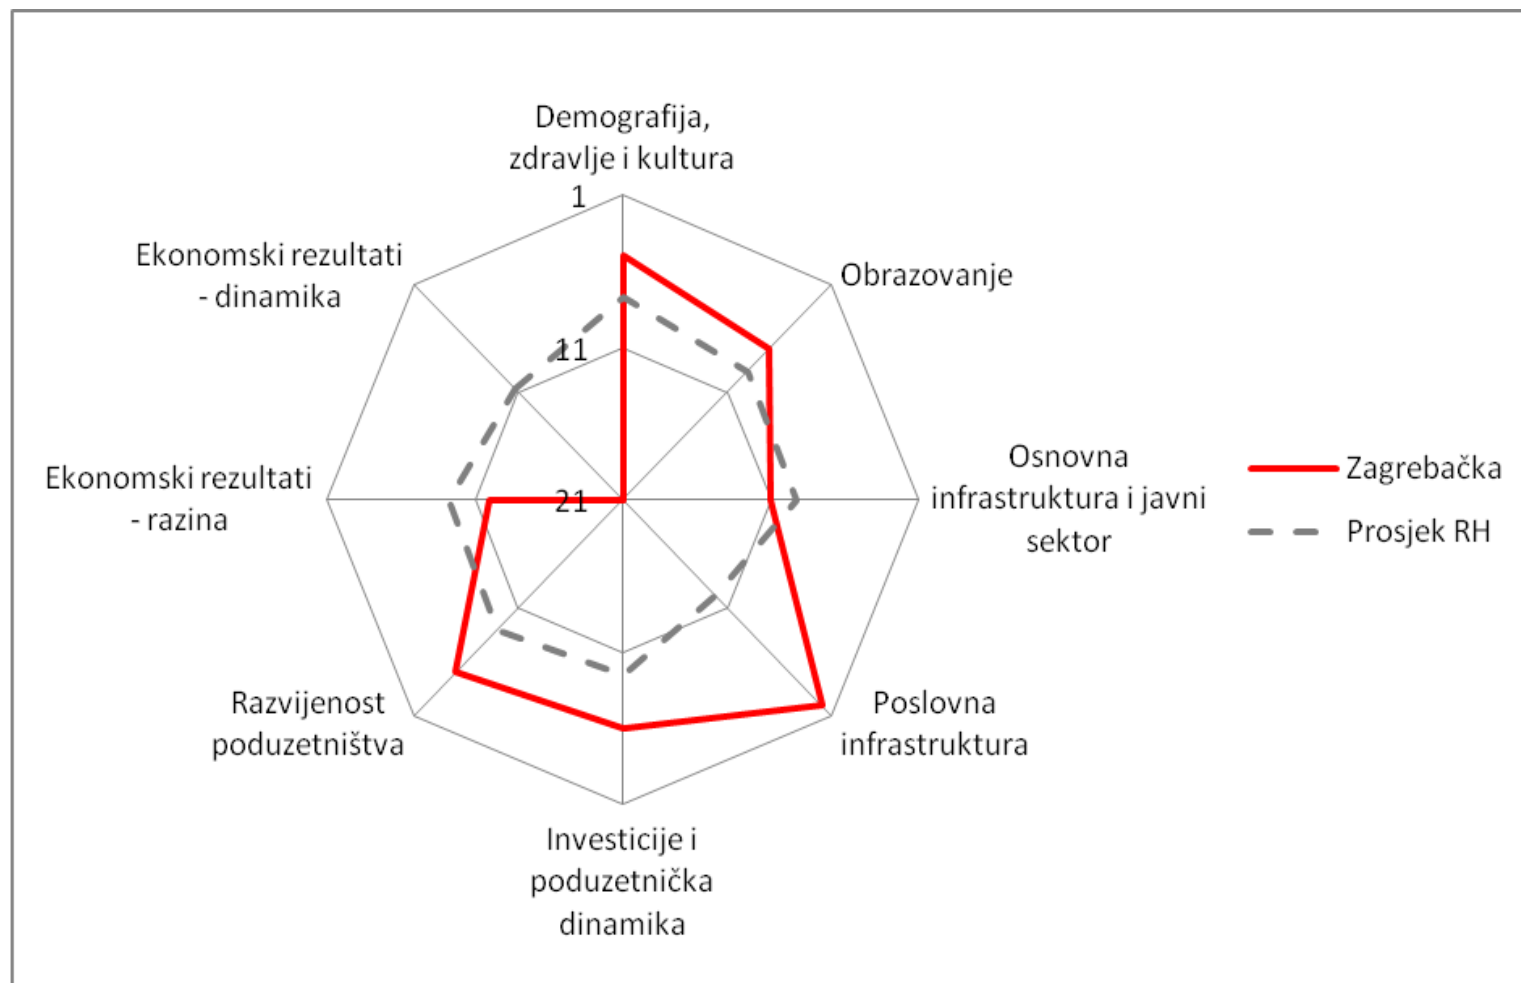 Demografija,
zdravlje i kultura
1
Ekonomski rezultati
- dinamika
Obrazovanje
11
Ekonomski rezultati
- razina
21
Osnovna
infrastruktura i javni
sektor
Zagrebačka
Prosjek RH
Razvijenost
poduzetništva
Poslovna
infrastruktura
Investicije i
poduzetnička
dinamika